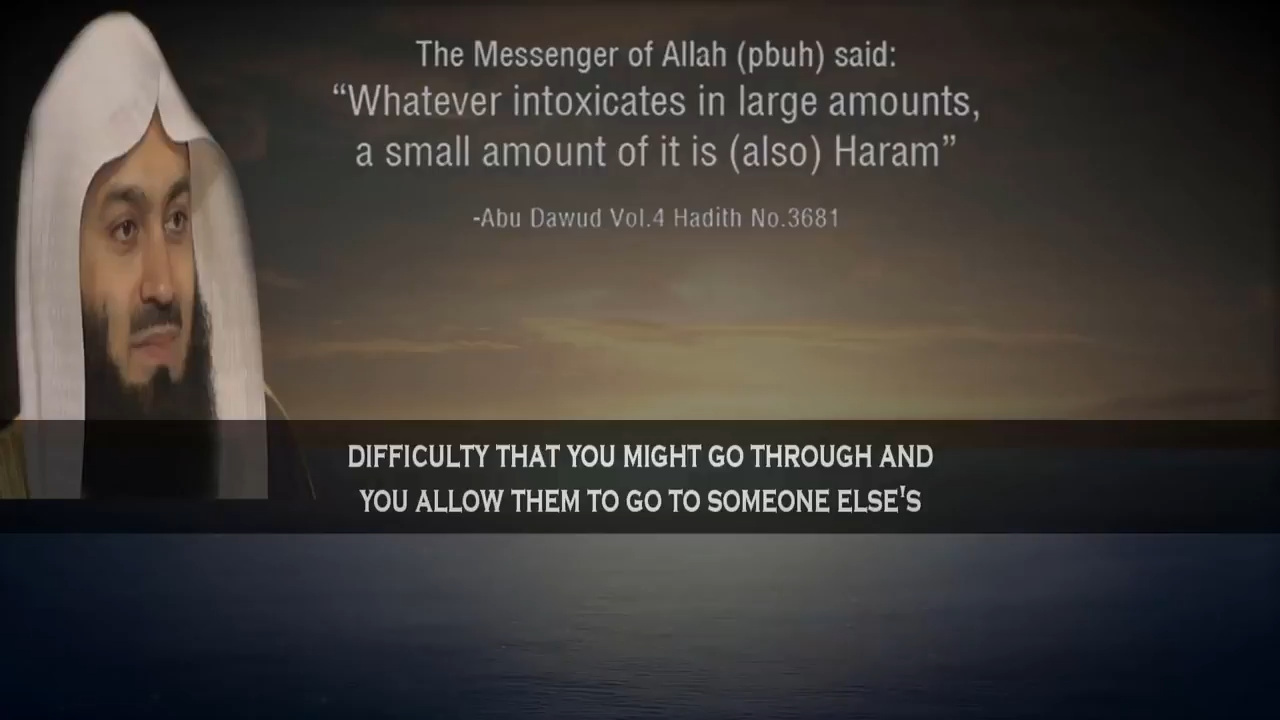 The Messenger of Allah (pbuh) said:
“Whatever intoxicates in large amounts,
a small amount of it is (also) Haram”
-Abu Dawud Vol.4 Hadith No.3681
DIFFICULTY THAT YOU MIGHT GO THROUGH AND
YOU ALLOW THEM TO GO TO SOMEONE ELSE'S